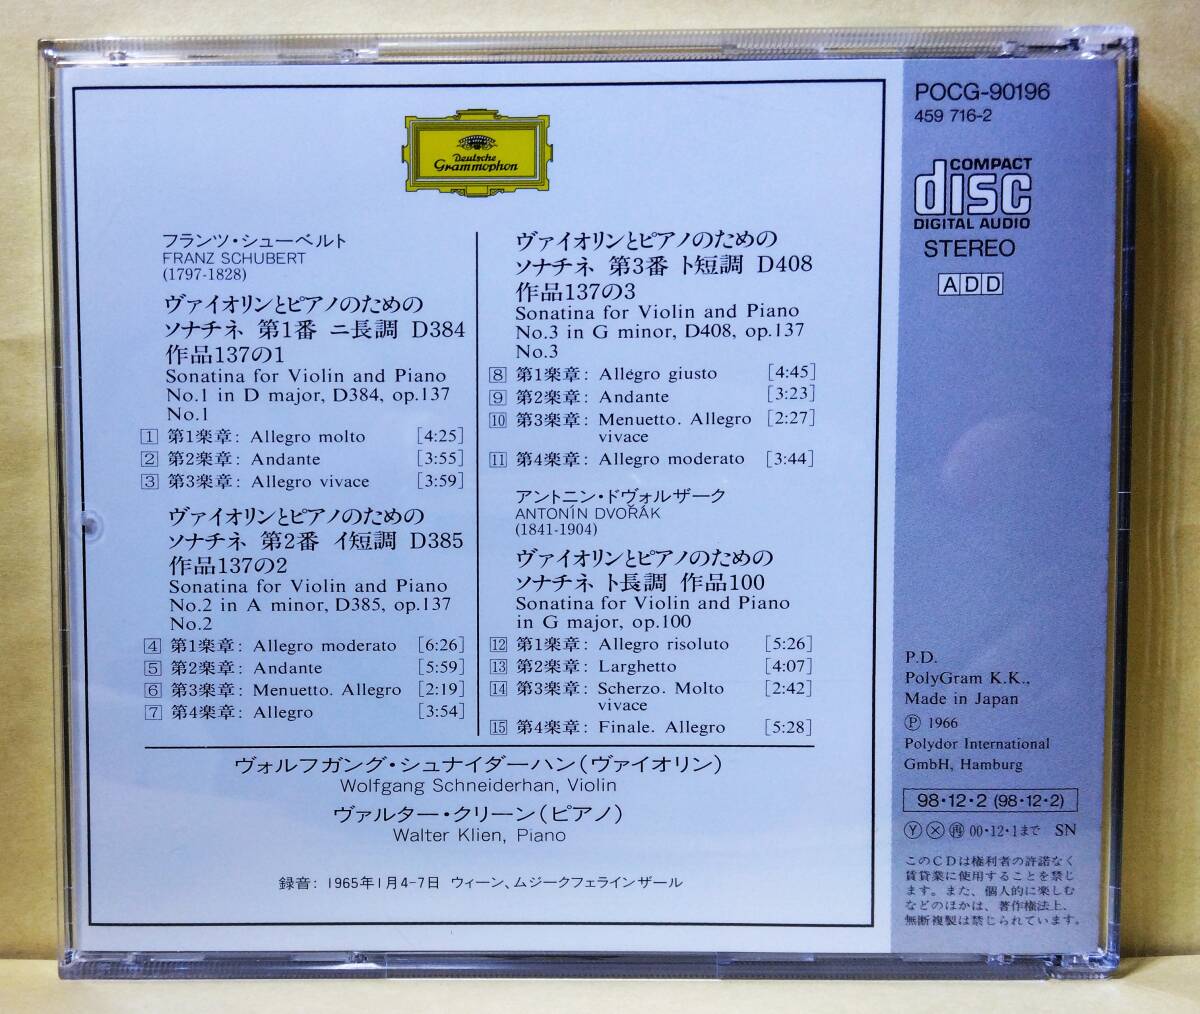 Deutsche
Grammophon
フランツ・シューベルト
FRANZ SCHUBERT
(1797-1828)
ヴァイオリンとピアノのための
ソナチネ 第1番 ニ長調 D384
作品137の1
Sonatina for Violin and Piano
No.1 in D major, D384, op.137
No.1
1 第1楽章: Allegro molto [4:25]
2 第2楽章: Andante [3:55]
3 第3楽章: Allegro vivace [3:59]
ヴァイオリンとピアノのための
ソナチネ 第2番 イ短調 D385
作品137の2
Sonatina for Violin and Piano
No.2 in A minor, D385, op.137
No.2
4 第1楽章: Allegro moderato [6:26]
5 第2楽章: Andante [5:59]
6 第3楽章: Menuetto. Allegro [2:19]
7 第4楽章: Allegro [3:54]
ヴァイオリンとピアノのための
ソナチネ 第3番 ト短調 D408
作品137の3
Sonatina for Violin and Piano
No.3 in G minor, D408, op.137
No.3
8 第1楽章: Allegro giusto [4:45]
9 第2楽章: Andante [3:23]
10 第3楽章: Menuetto. Allegro [2:27]
vivace
11 第4楽章: Allegro moderato [3:44]
アントニン・ドヴォルザーク
ANTONÍN DVOŘÁK
(1841-1904)
ヴァイオリンとピアノのための
ソナチネ ト長調 作品100
Sonatina for Violin and Piano
in G major, op.100
12 第1楽章: Allegro risoluto [5:26]
13 第2楽章: Larghetto [4:07]
14 第3楽章: Scherzo. Molto [2:42]
vivace
15 第4楽章: Finale. Allegro [5:28]
ヴォルフガング・シュナイダーハン(ヴァイオリン)
Wolfgang Schneiderhan, Violin
ヴァルター・クリーン(ピアノ)
Walter Klien, Piano
録音: 1965年1月4-7日 ウィーン、ムジークフェラインザール
POCG-90196
459 716-2
COMPACT
disc
DIGITAL AUDIO
STEREO
ADD
P.D.
PolyGram K.K.,
Made in Japan
Ⓟ 1966
Polydor International
GmbH, Hamburg
98・12・2 (98・12・2)
Ⓨ Ⓧ 再 00・12・1まで SN
このCDは権利者の許諾なく
賃貸業に使用することを禁じ
ます。また、個人的に楽しむ
などのほかは、著作権法上、
無断複製は禁じられています。